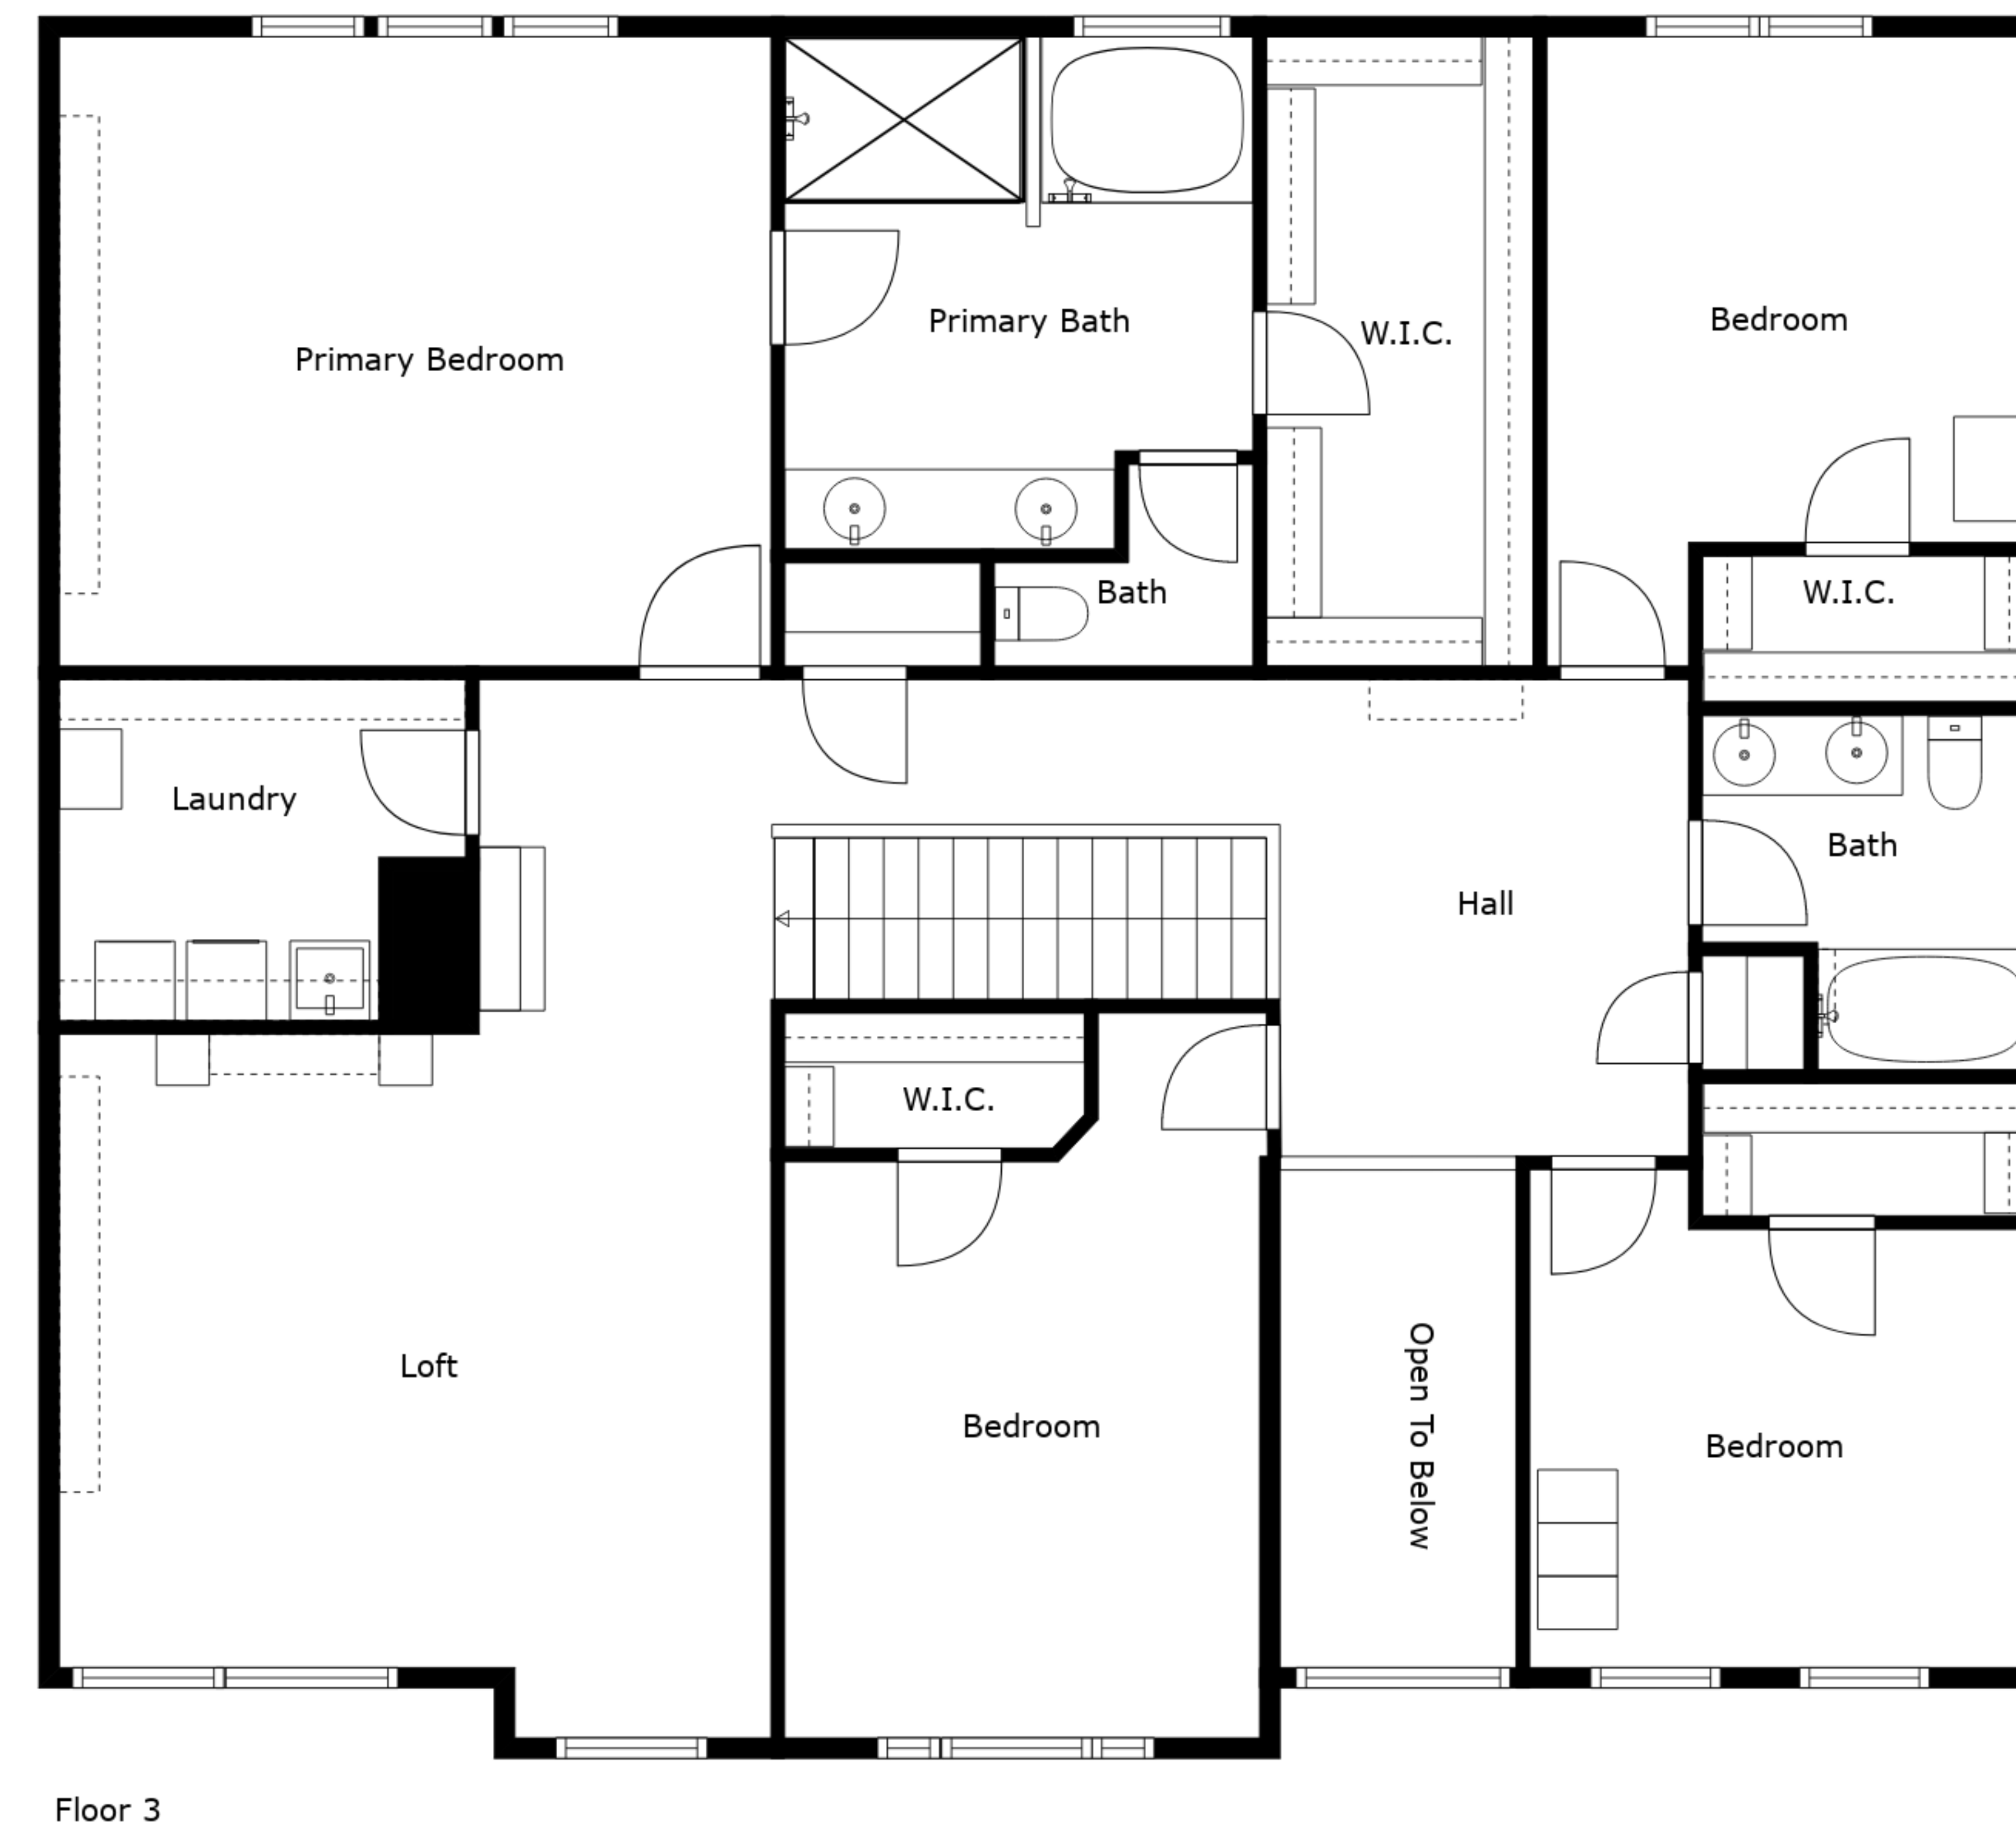 Primary Bedroom
Primary Bath
W.I.C.
Bedroom
Bath
W.I.C.
Laundry
Hall
Bath
W.I.C.
Loft
Bedroom
Open To Below
Bedroom
Floor 3